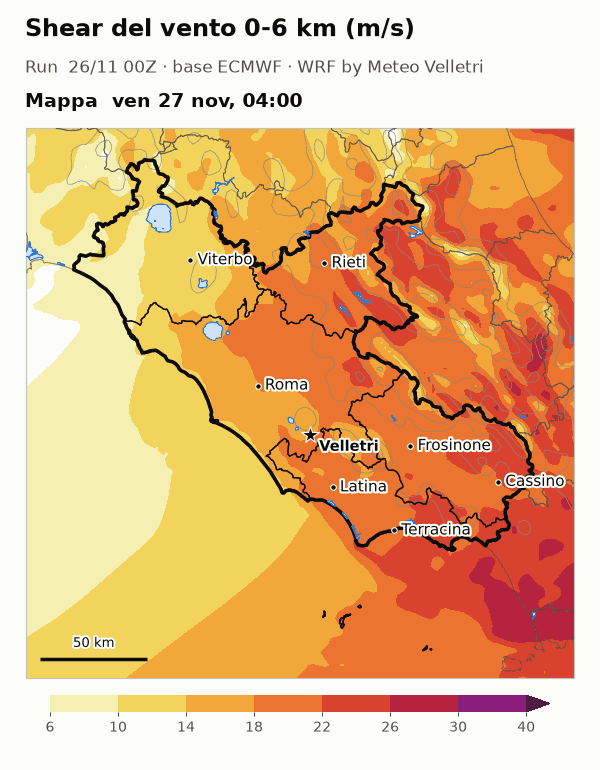 Shear del vento 0-6 km (m/s)
Run  26/11 00Z · base ECMWF · WRF by Meteo Velletri
Mappa  ven 27 nov, 04:00
Viterbo
Rieti
Roma
Velletri
Frosinone
Latina
Cassino
Terracina
50 km
6 10 14 18 22 26 30 40